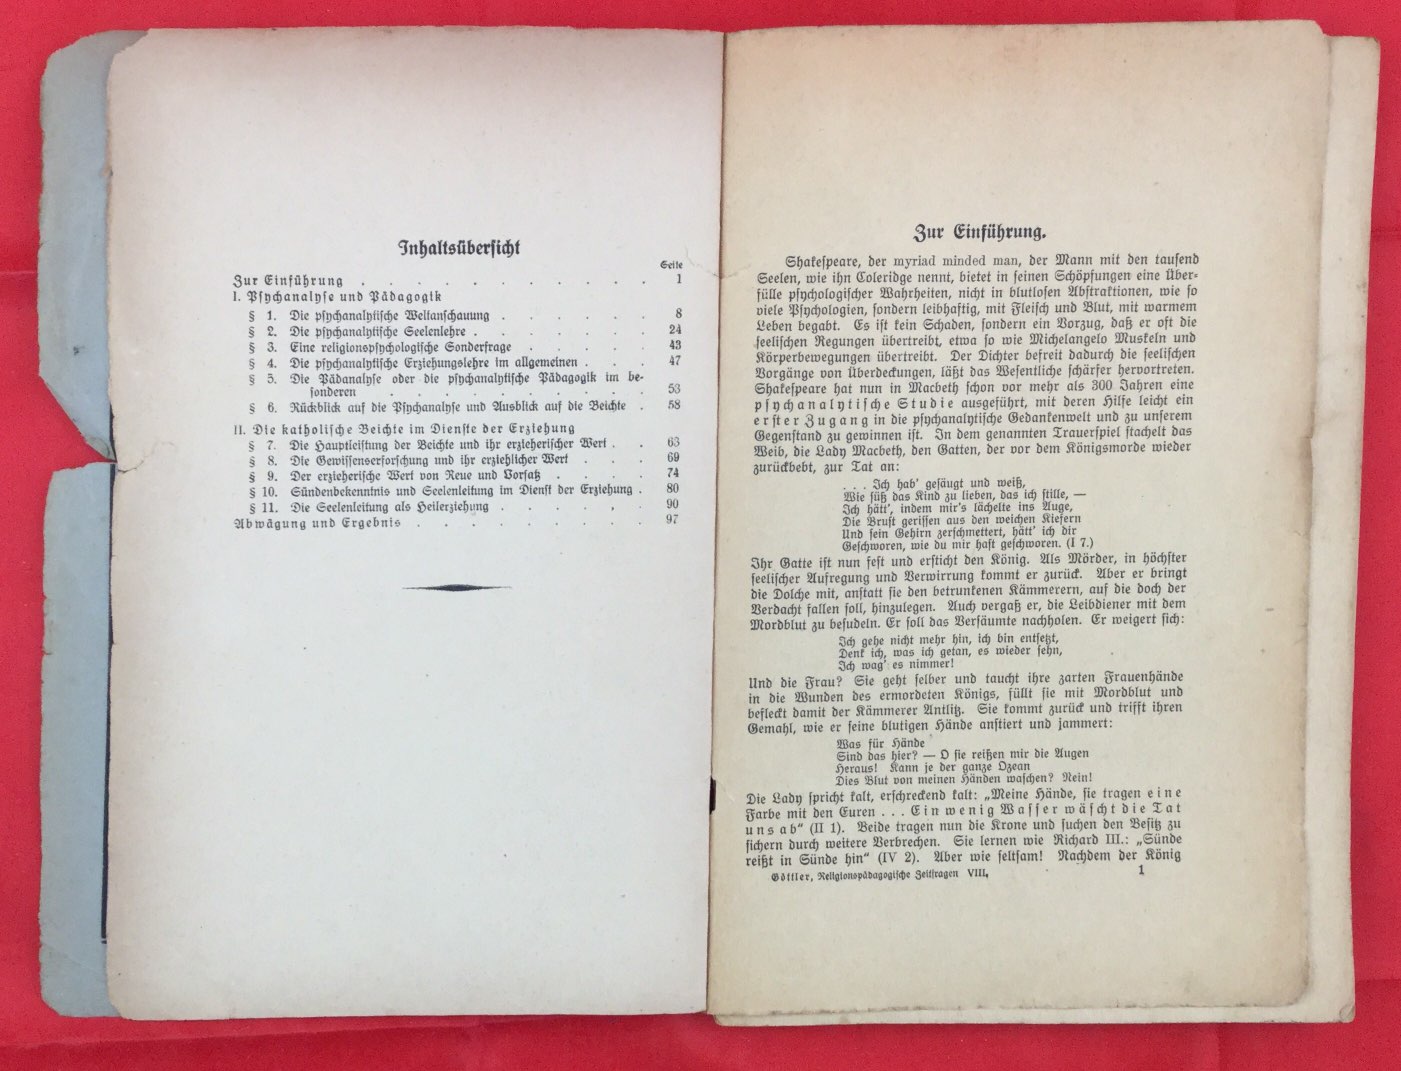 Inhaltsübersicht
Seite
Zur Einführung . . . . . . . . . . . 1
I. Psychanalyse und Pädagogik
§ 1. Die psychanalytische Weltanschauung . . . . . . 8
§ 2. Die psychanalytische Seelenlehre . . . . . . . 24
§ 3. Eine religionspsychologische Sonderfrage . . . . . 43
§ 4. Die psychanalytische Erziehungslehre im allgemeinen . . . 47
§ 5. Die Pädanalyse oder die psychanalytische Pädagogik im be-
sonderen . . . . . . . . . . 53
§ 6. Rückblick auf die Psychanalyse und Ausblick auf die Beichte . 58
II. Die katholische Beichte im Dienste der Erziehung
§ 7. Die Hauptleistung der Beichte und ihr erzieherischer Wert . . 63
§ 8. Die Gewissenserforschung und ihr erziehlicher Wert . . . 69
§ 9. Der erzieherische Wert von Reue und Vorsatz . . . . 74
§ 10. Sündenbekenntnis und Seelenleitung im Dienst der Erziehung . 80
§ 11. Die Seelenleitung als Heilerziehung . . . . . . 90
Abwägung und Ergebnis . . . . . . . . . 97
Zur Einführung.
Shakespeare, der myriad minded man, der Mann mit den tausend
Seelen, wie ihn Coleridge nennt, bietet in seinen Schöpfungen eine Über-
fülle psychologischer Wahrheiten, nicht in blutlosen Abstraktionen, wie so
viele Psychologien, sondern leibhaftig, mit Fleisch und Blut, mit warmem
Leben begabt. Es ist kein Schaden, sondern ein Vorzug, daß er oft die
seelischen Regungen übertreibt, etwa so wie Michelangelo Muskeln und
Körperbewegungen übertreibt. Der Dichter befreit dadurch die seelischen
Vorgänge von Überdeckungen, läßt das Wesentliche schärfer hervortreten.
Shakespeare hat nun in Macbeth schon vor mehr als 300 Jahren eine
psychanalytische Studie ausgeführt, mit deren Hilfe leicht ein
erster Zugang in die psychanalytische Gedankenwelt und zu unserem
Gegenstand zu gewinnen ist. In dem genannten Trauerspiel stachelt das
Weib, die Lady Macbeth, den Gatten, der vor dem Königsmorde wieder
zurückbebt, zur Tat an:
. . . Ich hab' gesäugt und weiß,
Wie süß das Kind zu lieben, das ich stille, —
Ich hätt', indem mir's lächelte ins Auge,
Die Brust gerissen aus den weichen Kiefern
Und sein Gehirn zerschmettert, hätt' ich dir
Geschworen, wie du mir hast geschworen. (I 7.)
Ihr Gatte ist nun fest und ersticht den König. Als Mörder, in höchster
seelischer Aufregung und Verwirrung kommt er zurück. Aber er bringt
die Dolche mit, anstatt sie den betrunkenen Kämmerern, auf die doch der
Verdacht fallen soll, hinzulegen. Auch vergaß er, die Leibdiener mit dem
Mordblut zu besudeln. Er soll das Versäumte nachholen. Er weigert sich:
Ich gehe nicht mehr hin, ich bin entsetzt,
Denk ich, was ich getan, es wieder sehn,
Ich wag' es nimmer!
Und die Frau? Sie geht selber und taucht ihre zarten Frauenhände
in die Wunden des ermordeten Königs, füllt sie mit Mordblut und
befleckt damit der Kämmerer Antlitz. Sie kommt zurück und trifft ihren
Gemahl, wie er seine blutigen Hände anstiert und jammert:
Was für Hände
Sind das hier? — O sie reißen mir die Augen
Heraus! Kann je der ganze Ozean
Dies Blut von meinen Händen waschen? Nein!
Die Lady spricht kalt, erschreckend kalt: „Meine Hände, sie tragen eine
Farbe mit den Euren . . . Ein wenig Wasser wäscht die Tat
uns ab“ (II 1). Beide tragen nun die Krone und suchen den Besitz zu
sichern durch weitere Verbrechen. Sie lernen wie Richard III.: „Sünde
reißt in Sünde hin“ (IV 2). Aber wie seltsam! Nachdem der König
Göttler, Religionspädagogische Zeitfragen VIII.
1